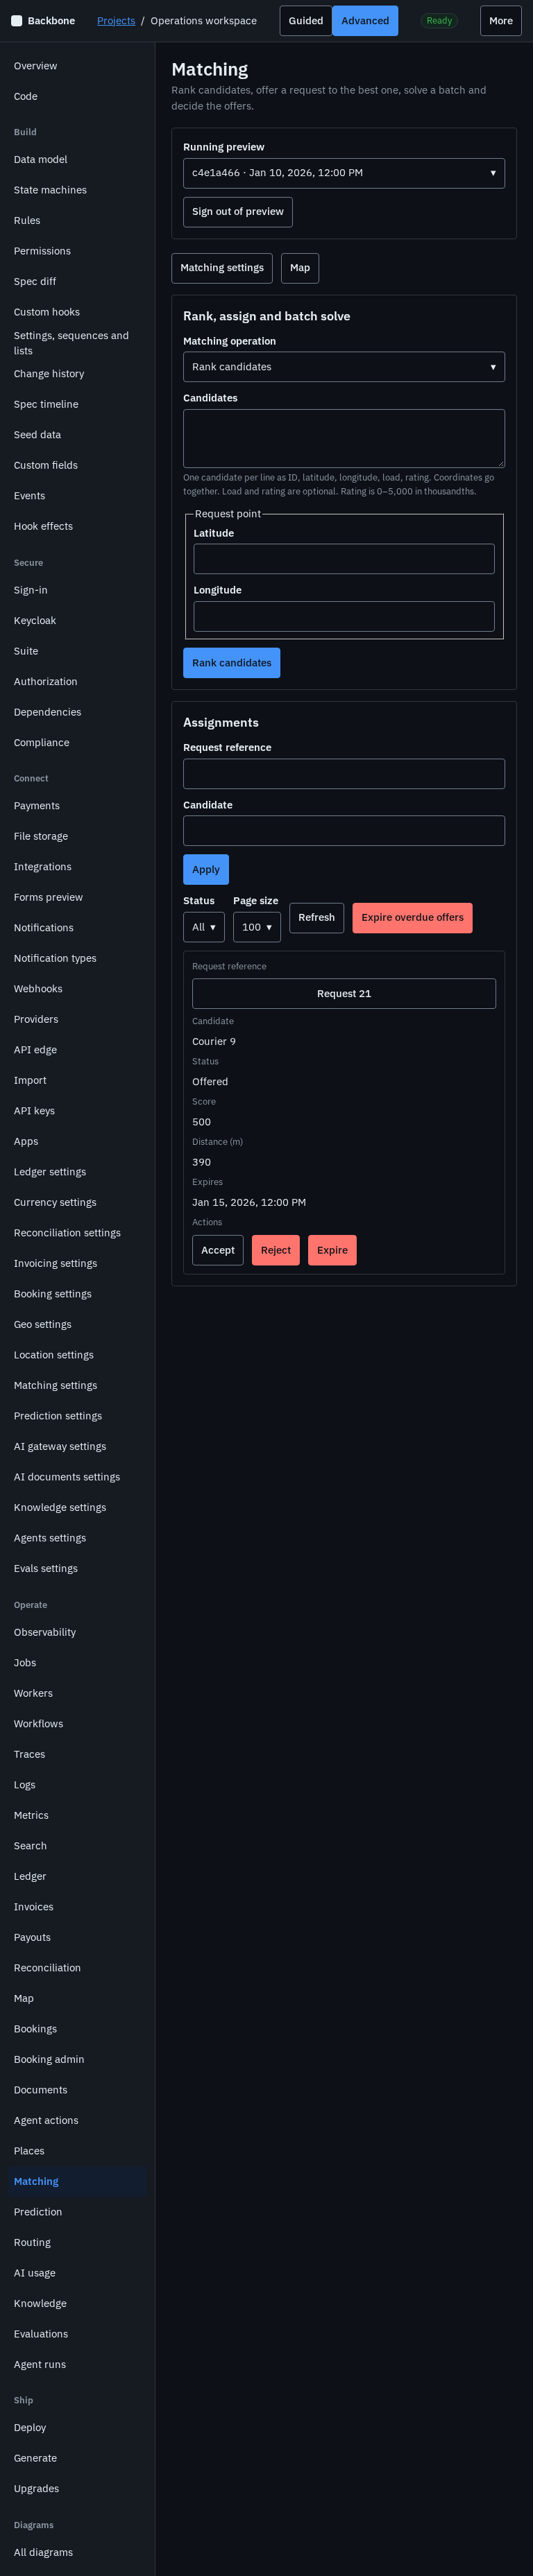 Backbone
Projects / Operations workspace
Guided
Advanced
Ready
More
Overview
Code
Build
Data model
State machines
Rules
Permissions
Spec diff
Custom hooks
Settings, sequences and
lists
Change history
Spec timeline
Seed data
Custom fields
Events
Hook effects
Secure
Sign-in
Keycloak
Suite
Authorization
Dependencies
Compliance
Connect
Payments
File storage
Integrations
Forms preview
Notifications
Notification types
Webhooks
Providers
API edge
Import
API keys
Apps
Ledger settings
Currency settings
Reconciliation settings
Invoicing settings
Booking settings
Geo settings
Location settings
Matching settings
Prediction settings
AI gateway settings
AI documents settings
Knowledge settings
Agents settings
Evals settings
Operate
Observability
Jobs
Workers
Workflows
Traces
Logs
Metrics
Search
Ledger
Invoices
Payouts
Reconciliation
Map
Bookings
Booking admin
Documents
Agent actions
Places
Matching
Prediction
Routing
AI usage
Knowledge
Evaluations
Agent runs
Ship
Deploy
Generate
Upgrades
Diagrams
All diagrams
Matching
Rank candidates, offer a request to the best one, solve a batch and
decide the offers.
Running preview
c4e1a466 · Jan 10, 2026, 12:00 PM ▾
Sign out of preview
Matching settings
Map
Rank, assign and batch solve
Matching operation
Rank candidates ▾
Candidates
One candidate per line as ID, latitude, longitude, load, rating. Coordinates go
together. Load and rating are optional. Rating is 0–5,000 in thousandths.
Request point
Latitude
Longitude
Rank candidates
Assignments
Request reference
Candidate
Apply
Status
All ▾
Page size
100 ▾
Refresh
Expire overdue offers
Request reference
Request 21
Candidate
Courier 9
Status
Offered
Score
500
Distance (m)
390
Expires
Jan 15, 2026, 12:00 PM
Actions
Accept
Reject
Expire